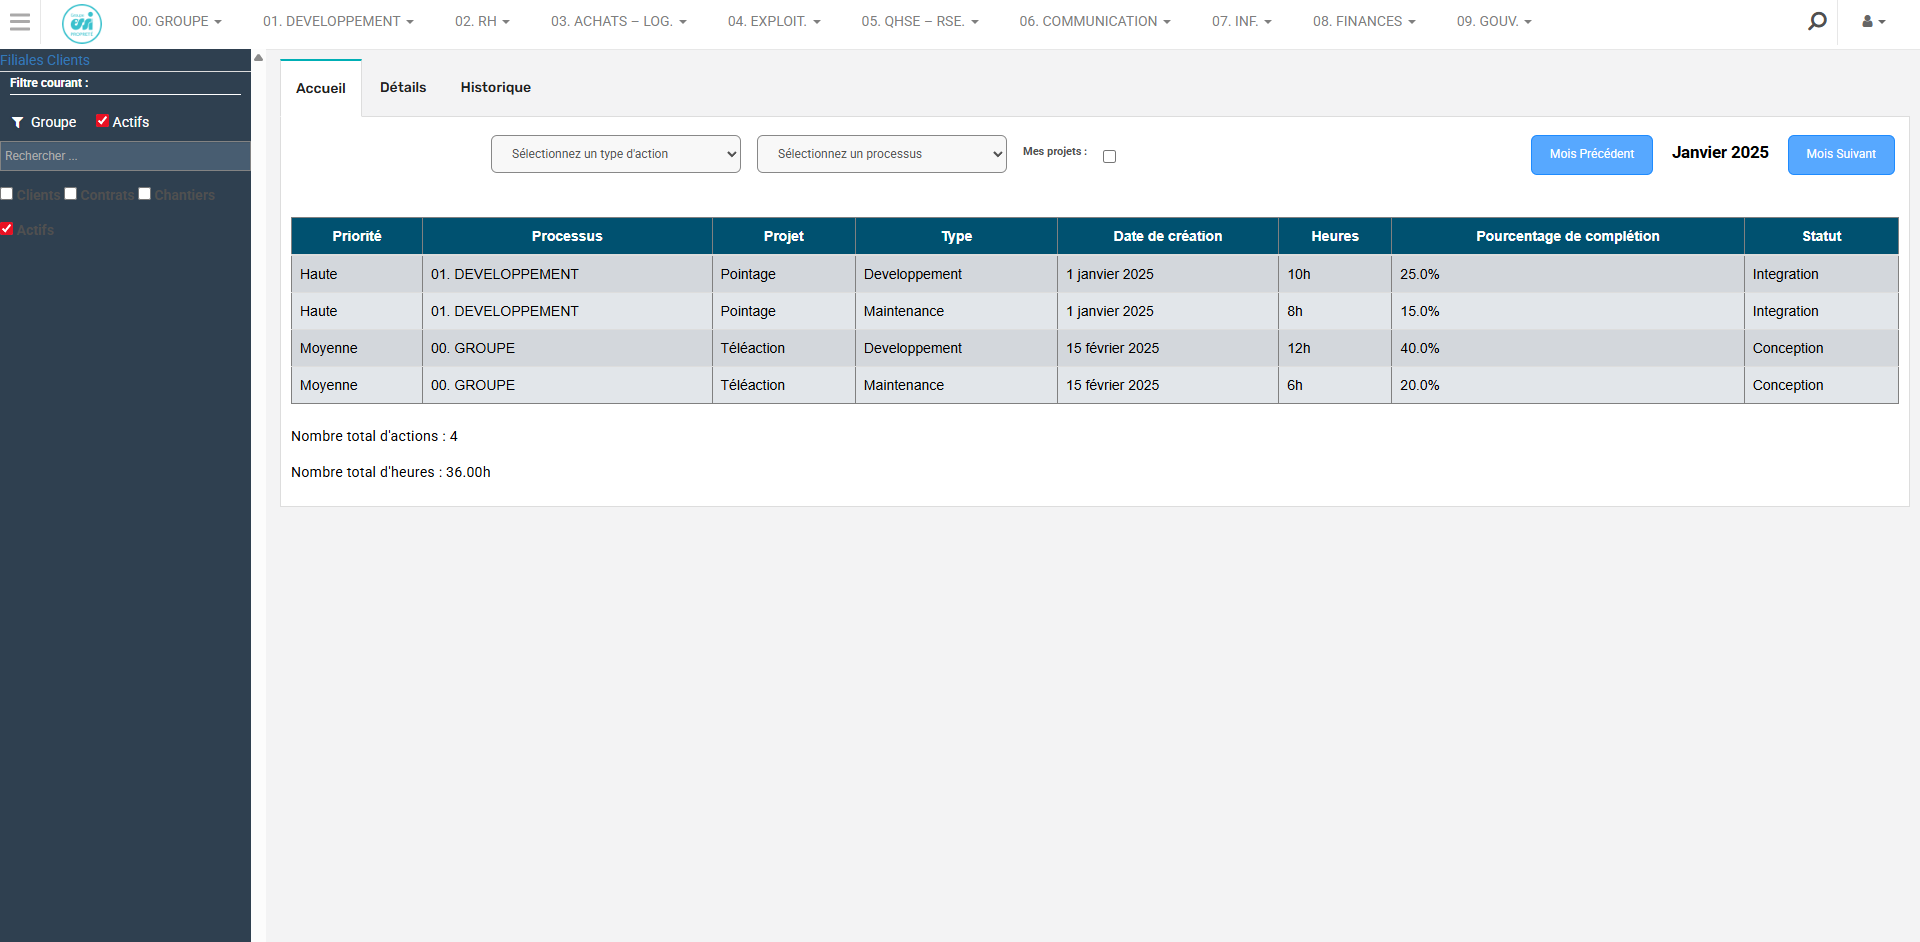 00. GROUPE 01. DEVELOPPEMENT 02. RH 03. ACHATS – LOG. 04. EXPLOIT. 05. QHSE – RSE. 06. COMMUNICATION 07. INF. 08. FINANCES 09. GOUV.
Filiales Clients
Filtre courant :
Groupe Actifs
Rechercher ...
Clients Contrats Chantiers
Actifs
Accueil Détails Historique
Sélectionnez un type d'action Sélectionnez un processus Mes projets : Mois Précédent Janvier 2025 Mois Suivant
Priorité Processus Projet Type Date de création Heures Pourcentage de complétion Statut
Haute 01. DEVELOPPEMENT Pointage Developpement 1 janvier 2025 10h 25.0% Integration
Haute 01. DEVELOPPEMENT Pointage Maintenance 1 janvier 2025 8h 15.0% Integration
Moyenne 00. GROUPE Téléaction Developpement 15 février 2025 12h 40.0% Conception
Moyenne 00. GROUPE Téléaction Maintenance 15 février 2025 6h 20.0% Conception
Nombre total d'actions : 4
Nombre total d'heures : 36.00h